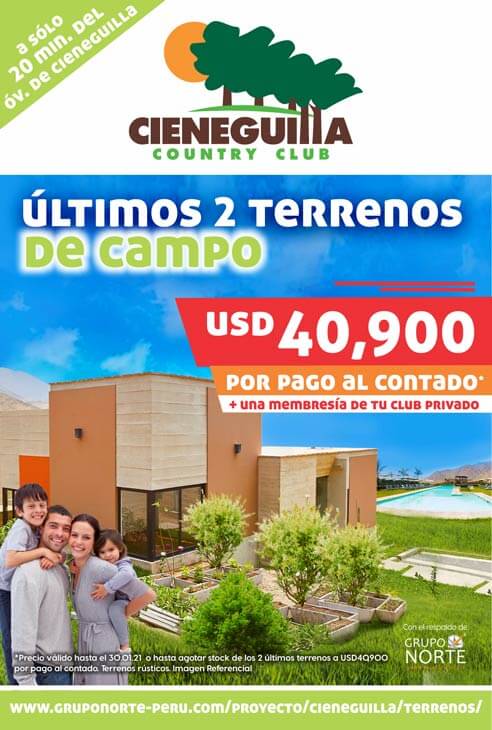 A SÓLO
20 MIN. DEL
ÓV. DE CIENEGUILLA
CIENEGUILLA
COUNTRY CLUB
ÚLTIMOS 2 TERRENOS
DE CAMPO
USD 40,900
POR PAGO AL CONTADO*
+ UNA MEMBRESÍA DE TU CLUB PRIVADO
Con el respaldo de
GRUPO
NORTE
*Precio válido hasta el 30.01.21 o hasta agotar stock de los 2 últimos terrenos a USD4Q900
por pago al contado. Terrenos rústicos. Imagen Referencial
WWW.GRUPONORTE-PERU.COM/PROYECTO/CIENEGUILLA/TERRENOS/